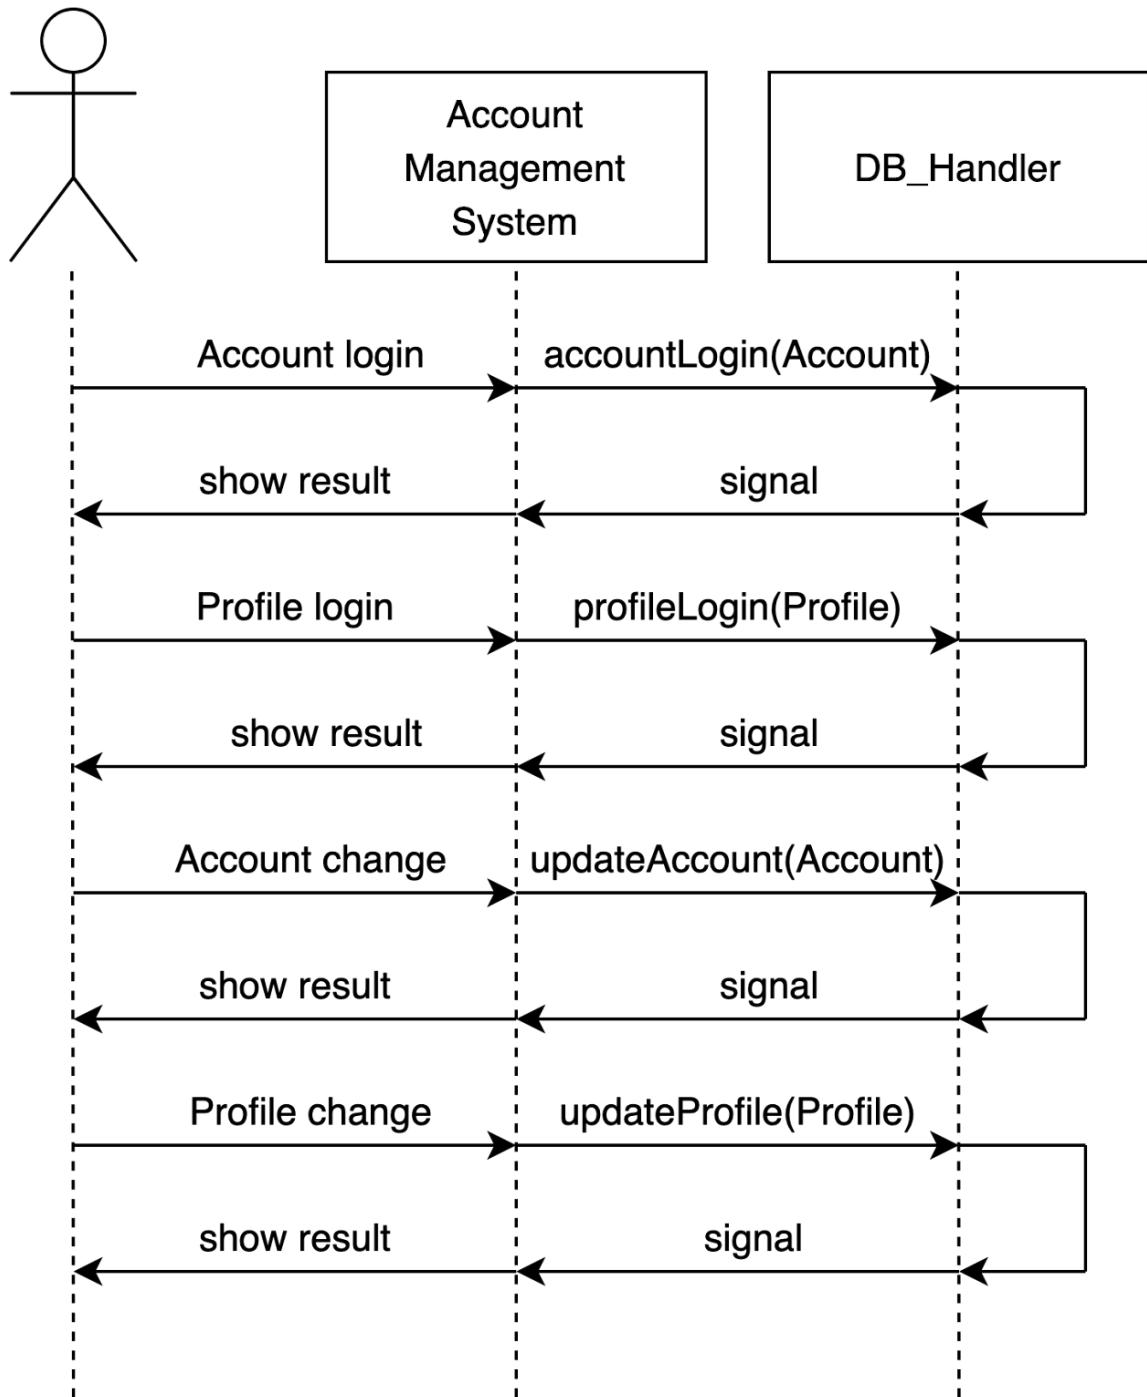 Account
Management
System
DB_Handler
Account login
accountLogin(Account)
show result
signal
Profile login
profileLogin(Profile)
show result
signal
Account change
updateAccount(Account)
show result
signal
Profile change
updateProfile(Profile)
show result
signal